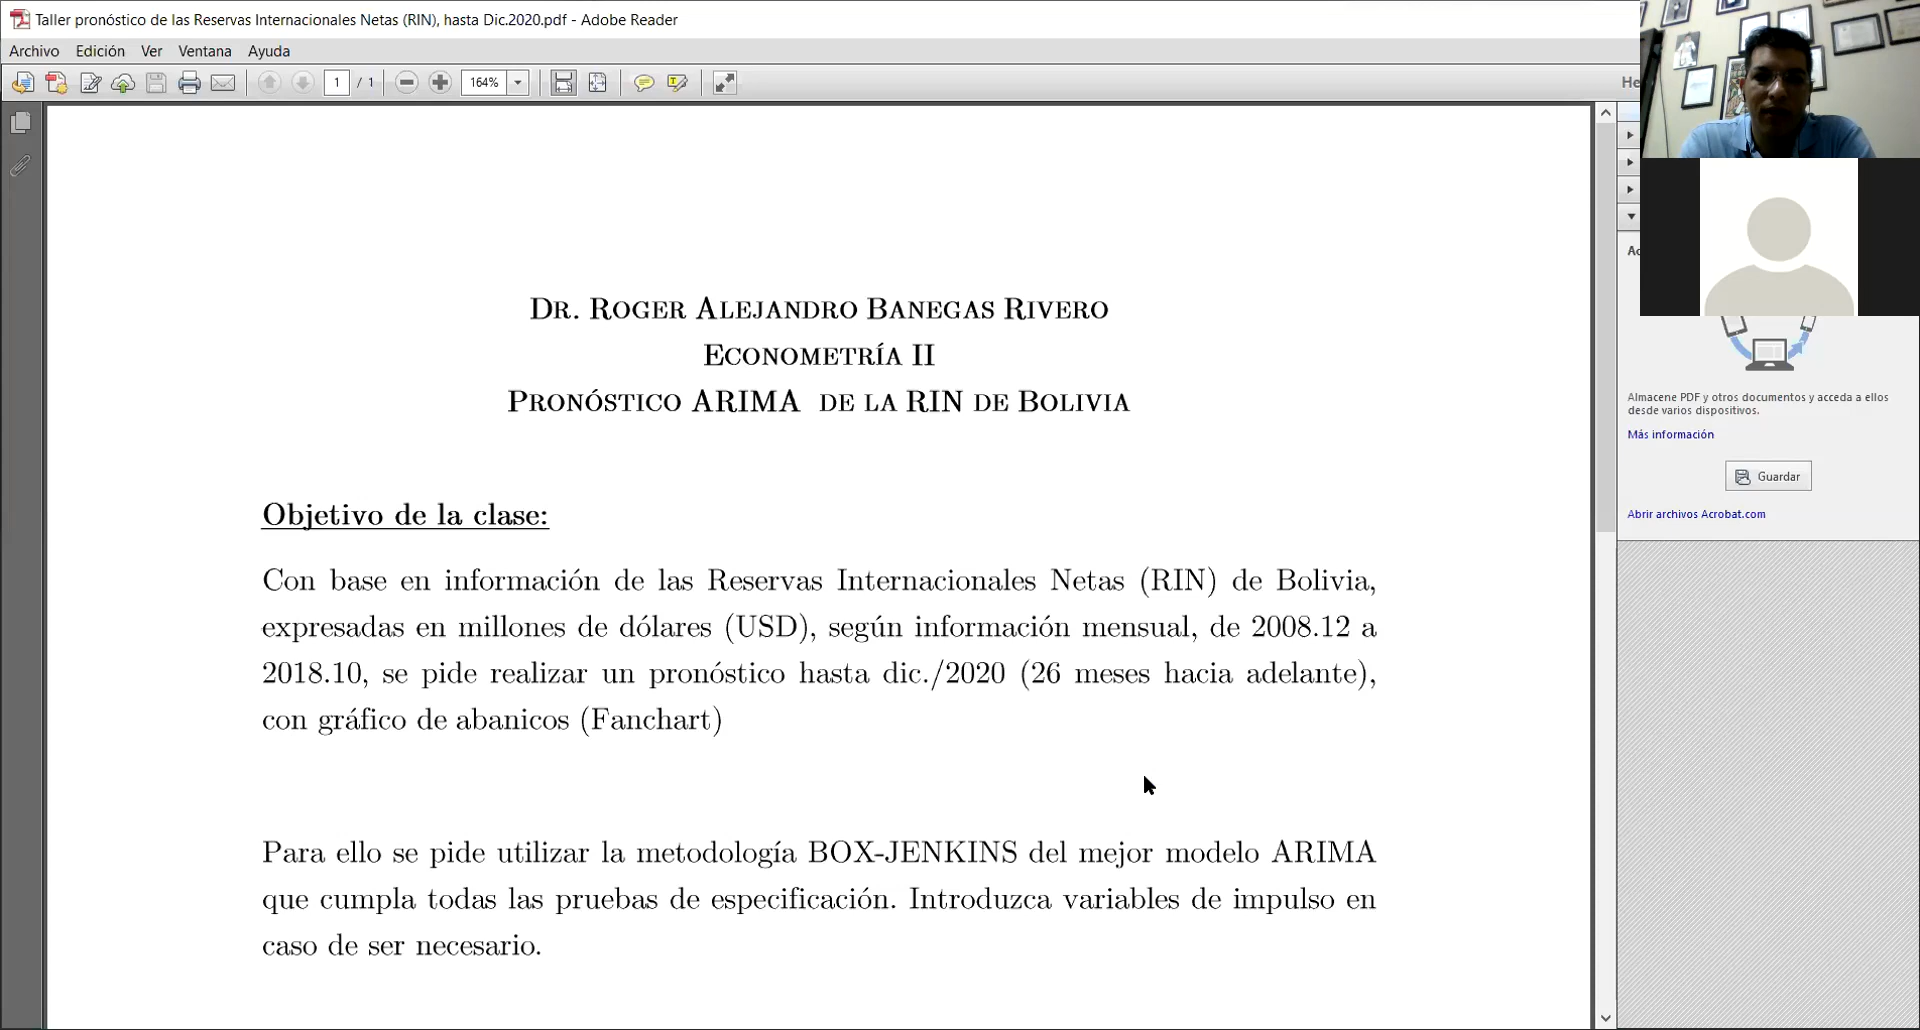 Taller pronóstico de las Reservas Internacionales Netas (RIN), hasta Dic.2020.pdf - Adobe Reader
Archivo Edición Ver Ventana Ayuda
1 / 1 164%
Dr. Roger Alejandro Banegas Rivero
Econometría II
Pronóstico ARIMA de la RIN de Bolivia
Objetivo de la clase:
Con base en información de las Reservas Internacionales Netas (RIN) de Bolivia,
expresadas en millones de dólares (USD), según información mensual, de 2008.12 a
2018.10, se pide realizar un pronóstico hasta dic./2020 (26 meses hacia adelante),
con gráfico de abanicos (Fanchart)
Para ello se pide utilizar la metodología BOX-JENKINS del mejor modelo ARIMA
que cumpla todas las pruebas de especificación. Introduzca variables de impulso en
caso de ser necesario.
Almacene PDF y otros documentos y acceda a ellos
desde varios dispositivos.
Más información
Guardar
Abrir archivos Acrobat.com